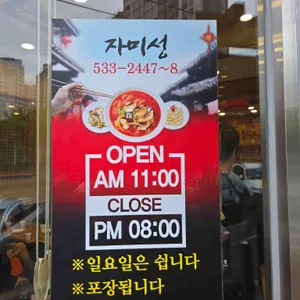 자미성
533-2447~8
OPEN
AM 11:00
CLOSE
PM 08:00
※일요일은 쉽니다
※포장됩니다